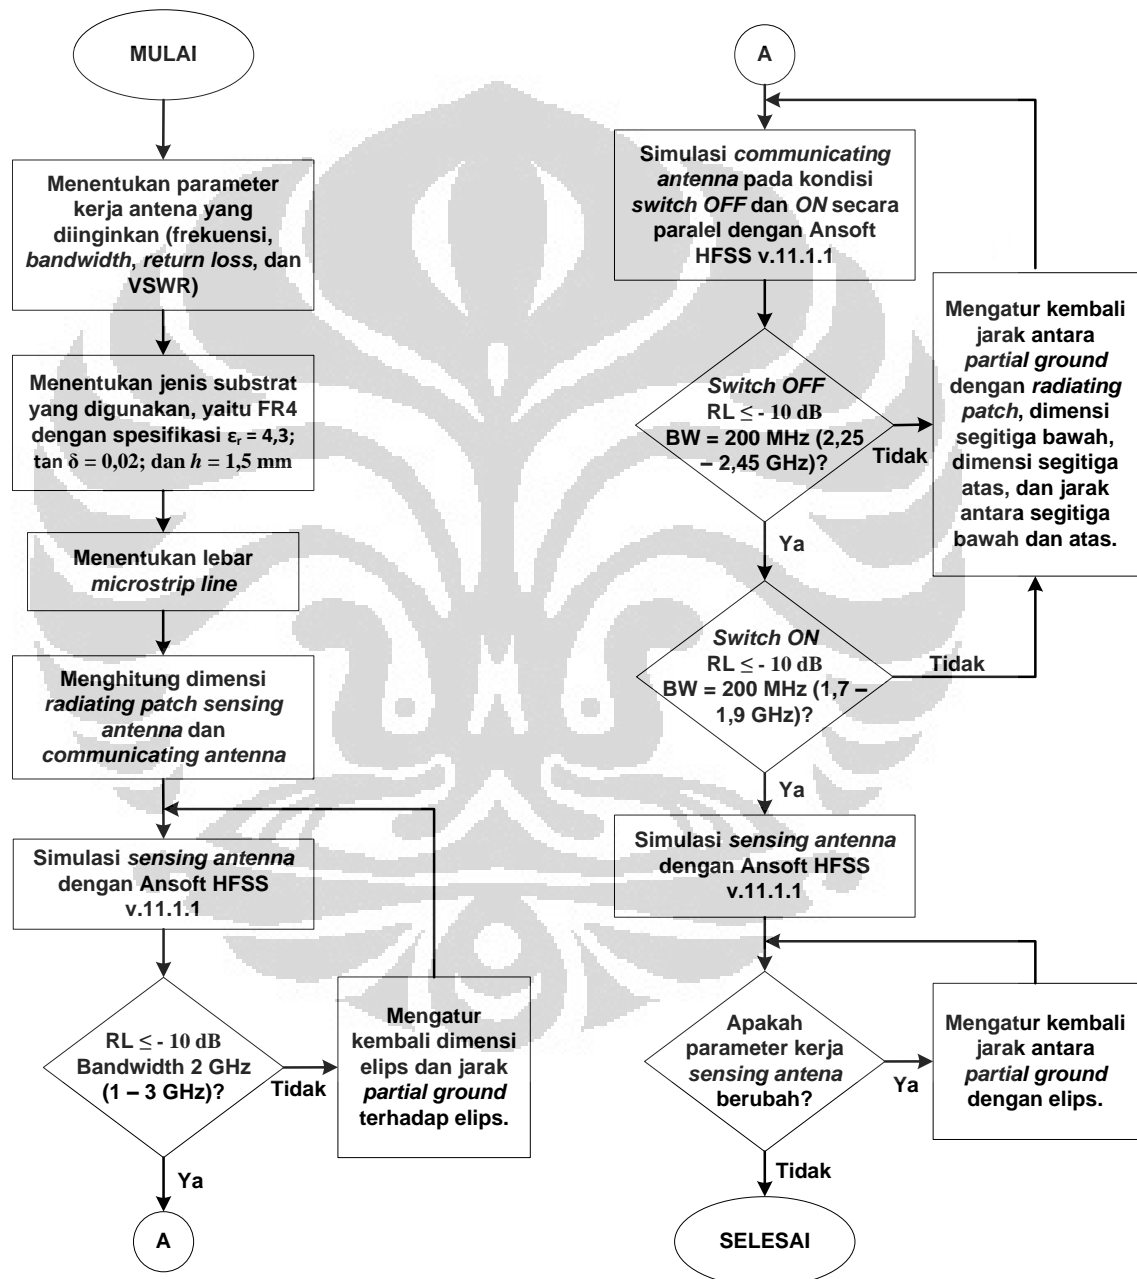 MULAI
Menentukan parameter
kerja antena yang
diinginkan (frekuensi,
bandwidth, return loss, dan
VSWR)
Menentukan jenis substrat
yang digunakan, yaitu FR4
dengan spesifikasi εᵣ = 4,3;
tan δ = 0,02; dan h = 1,5 mm
Menentukan lebar
microstrip line
Menghitung dimensi
radiating patch sensing
antenna dan
communicating antenna
Simulasi sensing antenna
dengan Ansoft HFSS
v.11.1.1
RL ≤ - 10 dB
Bandwidth 2 GHz
(1 – 3 GHz)?
Tidak
Mengatur
kembali dimensi
elips dan jarak
partial ground
terhadap elips.
Ya
A
A
Simulasi communicating
antenna pada kondisi
switch OFF dan ON secara
paralel dengan Ansoft
HFSS v.11.1.1
Switch OFF
RL ≤ - 10 dB
BW = 200 MHz (2,25
– 2,45 GHz)?
Tidak
Mengatur kembali
jarak antara
partial ground
dengan radiating
patch, dimensi
segitiga bawah,
dimensi segitiga
atas, dan jarak
antara segitiga
bawah dan atas.
Ya
Switch ON
RL ≤ - 10 dB
BW = 200 MHz (1,7 –
1,9 GHz)?
Tidak
Ya
Simulasi sensing antenna
dengan Ansoft HFSS
v.11.1.1
Apakah
parameter kerja
sensing antena
berubah?
Ya
Mengatur kembali
jarak antara
partial ground
dengan elips.
Tidak
SELESAI